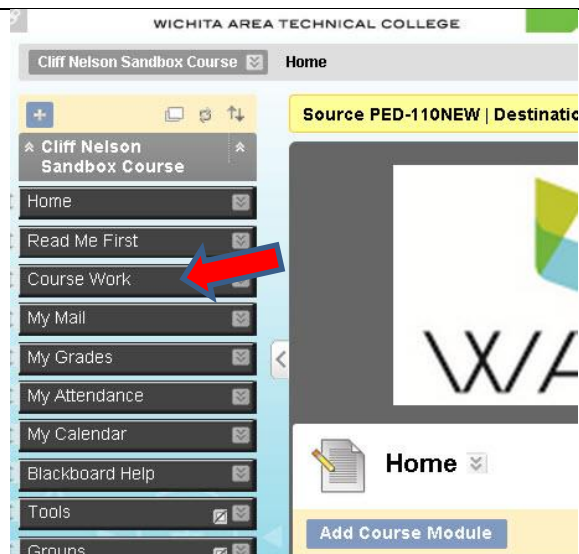 WICHITA AREA TECHNICAL COLLEGE
Cliff Nelson Sandbox Course
Home
Source PED-110NEW | Destinatio
Cliff Nelson
Sandbox Course
Home
Read Me First
Course Work
My Mail
My Grades
My Attendance
My Calendar
Blackboard Help
Tools
Groups
WA
Home
Add Course Module